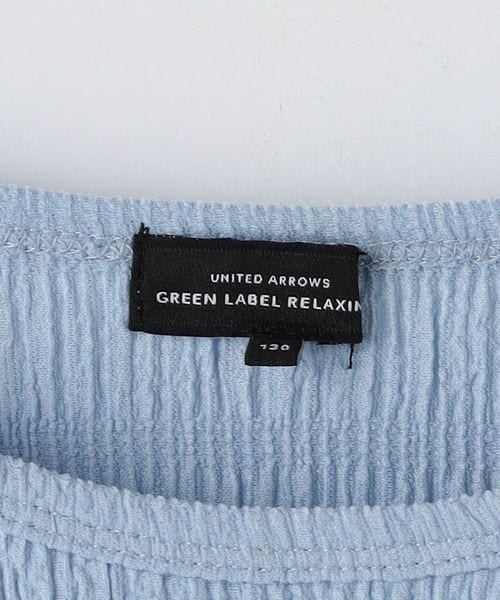 UNITED ARROWS
GREEN LABEL RELAXIN
130